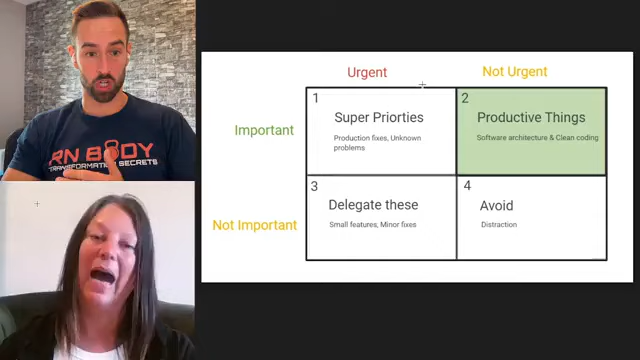 Urgent
Not Urgent
Important
1
Super Priorties
Production fixes, Unknown
problems
2
Productive Things
Software architecture & Clean coding
Not Important
3
Delegate these
Small features, Minor fixes
4
Avoid
Distraction
RN BODY
TRANSFORMATION SECRETS